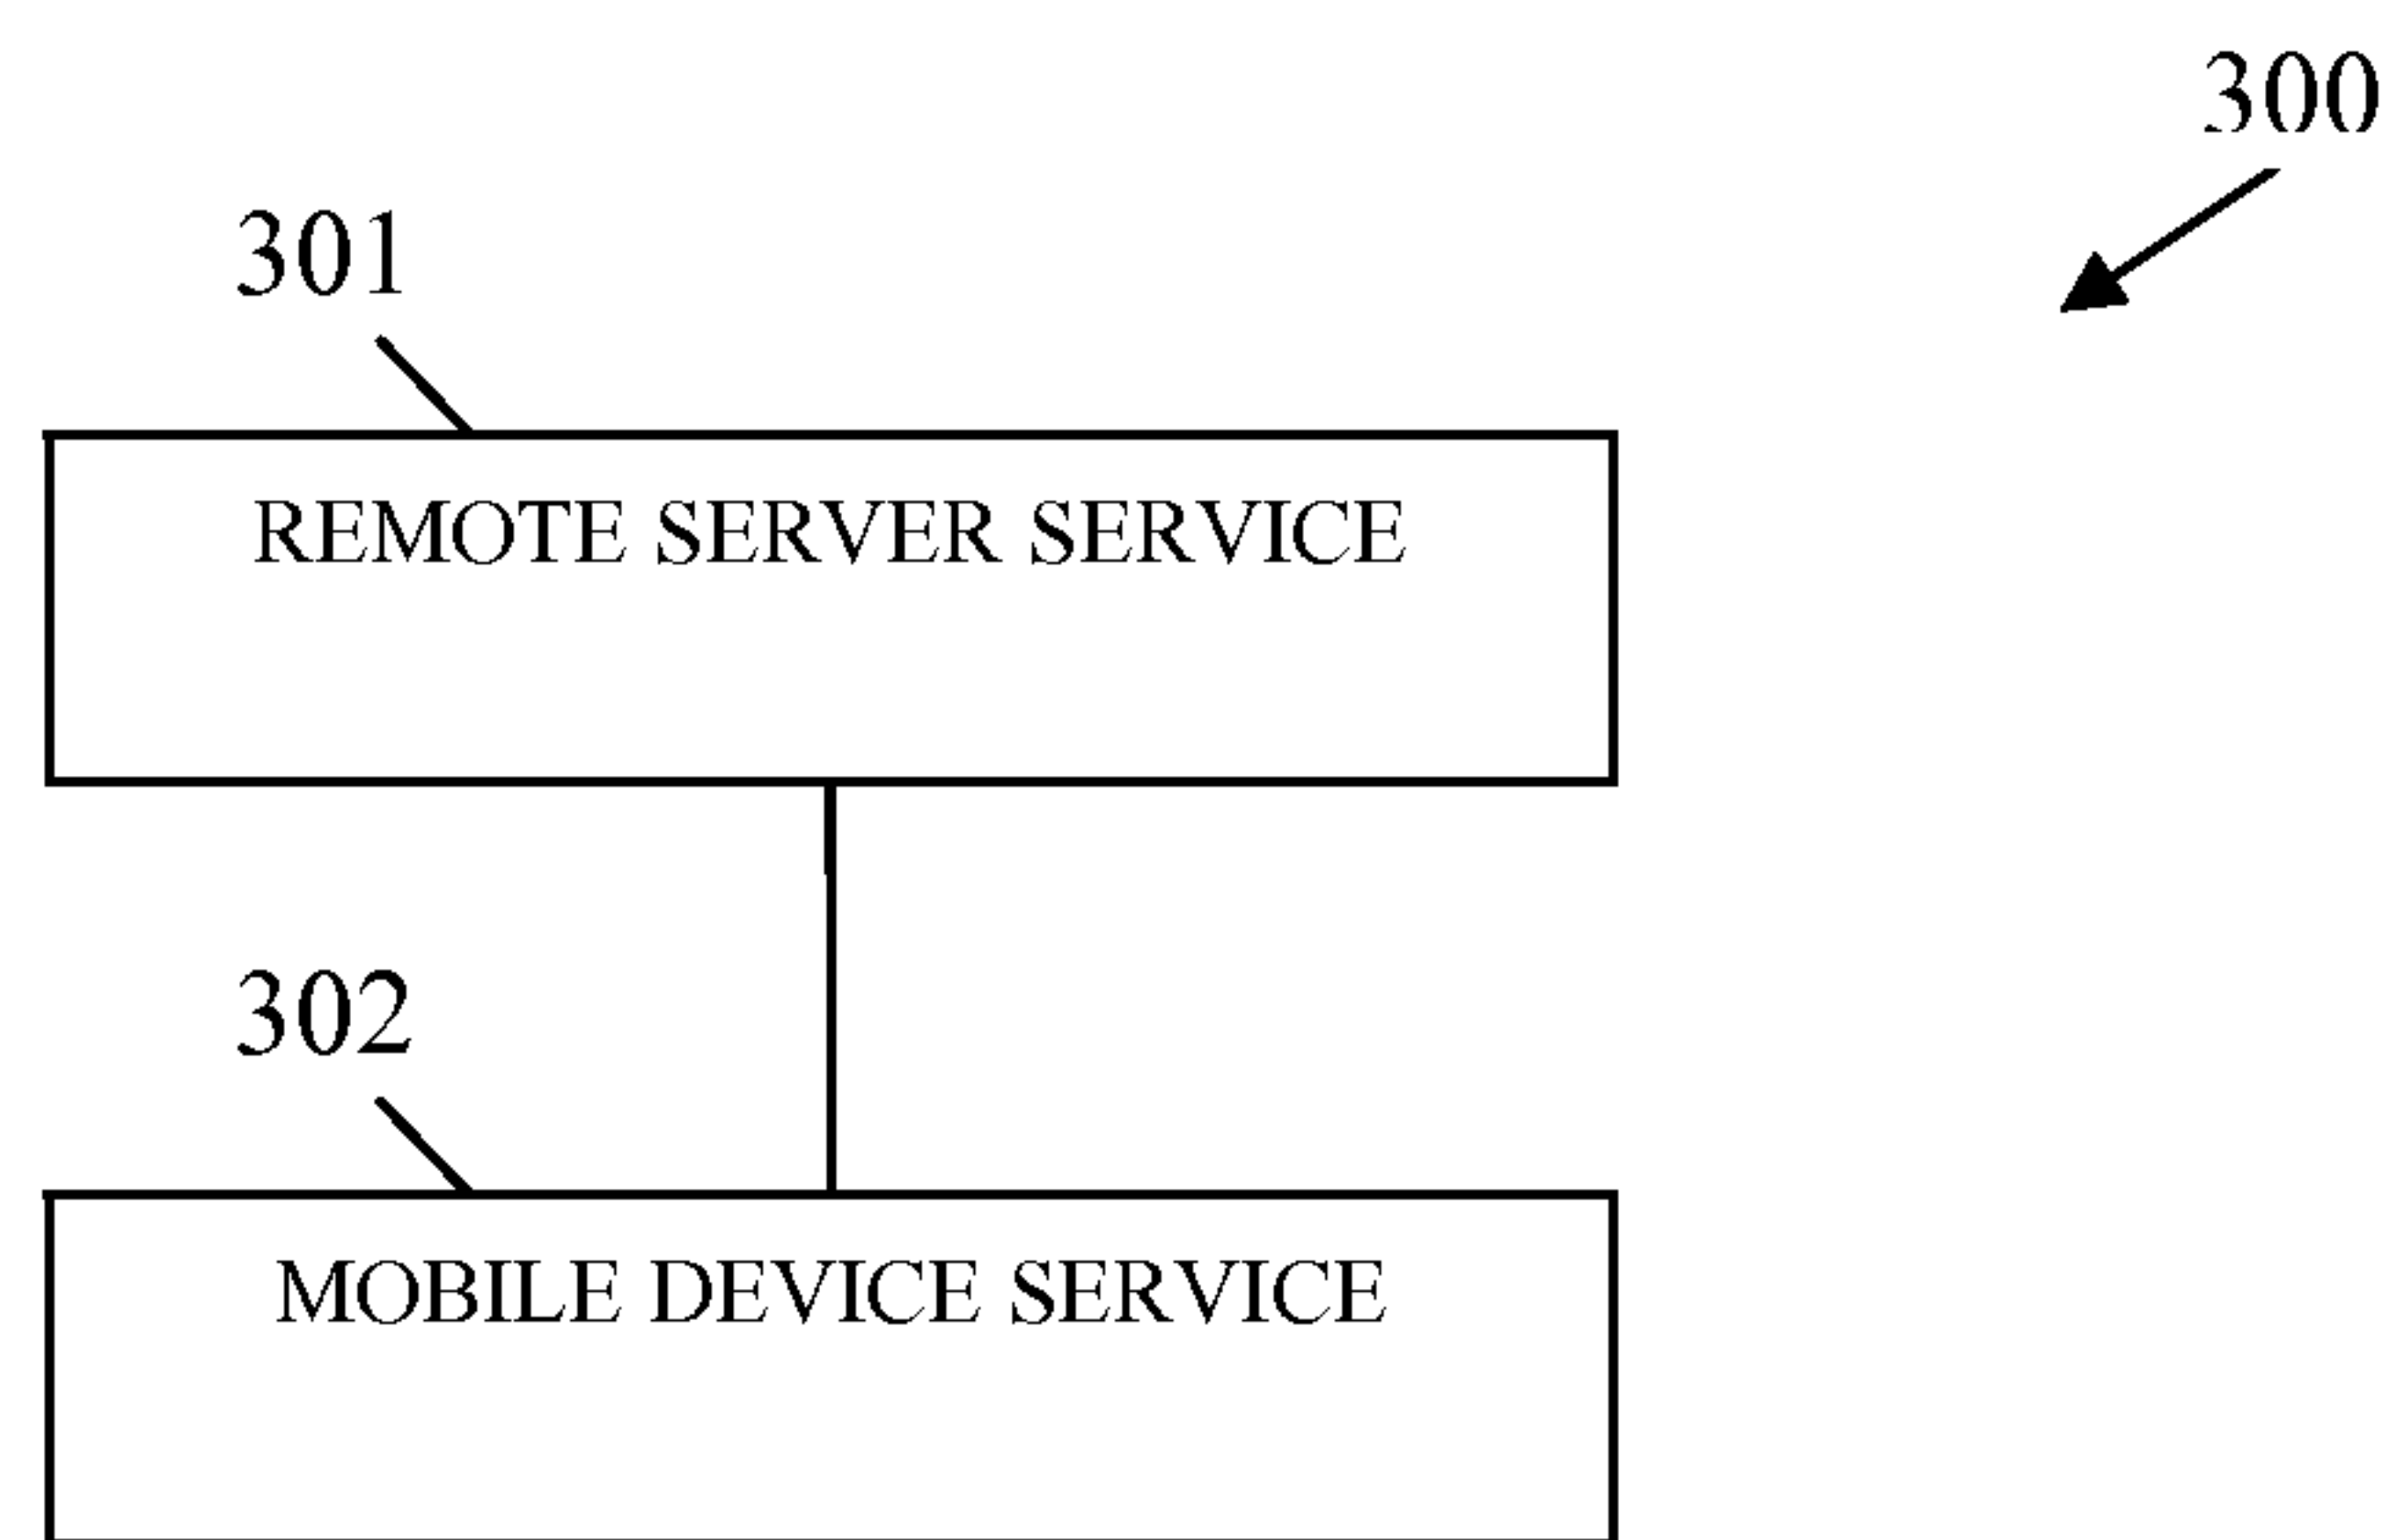 300
301
REMOTE SERVER SERVICE
302
MOBILE DEVICE SERVICE